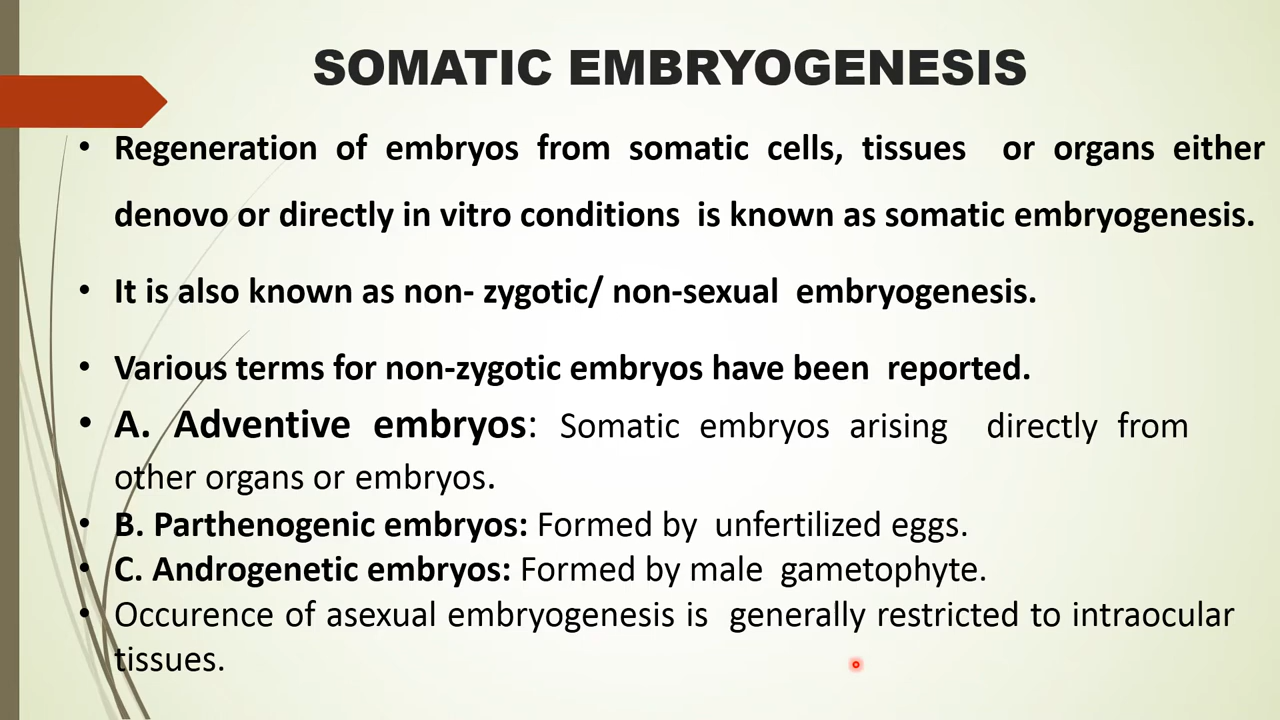 SOMATIC EMBRYOGENESIS
• Regeneration of embryos from somatic cells, tissues or organs either
denovo or directly in vitro conditions is known as somatic embryogenesis.
• It is also known as non- zygotic/ non-sexual embryogenesis.
• Various terms for non-zygotic embryos have been reported.
• A. Adventive embryos: Somatic embryos arising directly from
other organs or embryos.
• B. Parthenogenic embryos: Formed by unfertilized eggs.
• C. Androgenetic embryos: Formed by male gametophyte.
• Occurence of asexual embryogenesis is generally restricted to intraocular
tissues.